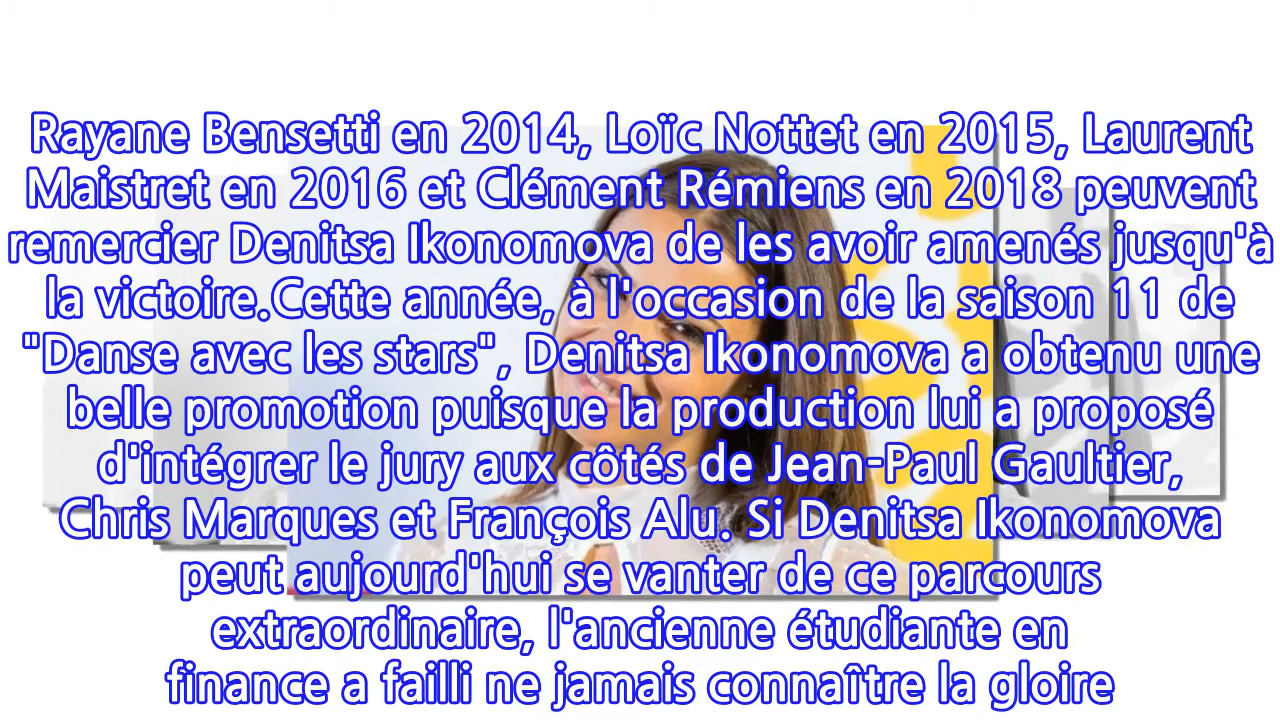 Rayane Bensetti en 2014, Loïc Nottet en 2015, Laurent
Maistret en 2016 et Clément Rémiens en 2018 peuvent
remercier Denitsa Ikonomova de les avoir amenés jusqu'à
la victoire.Cette année, à l'occasion de la saison 11 de
"Danse avec les stars", Denitsa Ikonomova a obtenu une
belle promotion puisque la production lui a proposé
d'intégrer le jury aux côtés de Jean-Paul Gaultier,
Chris Marques et François Alu. Si Denitsa Ikonomova
peut aujourd'hui se vanter de ce parcours
extraordinaire, l'ancienne étudiante en
finance a failli ne jamais connaître la gloire